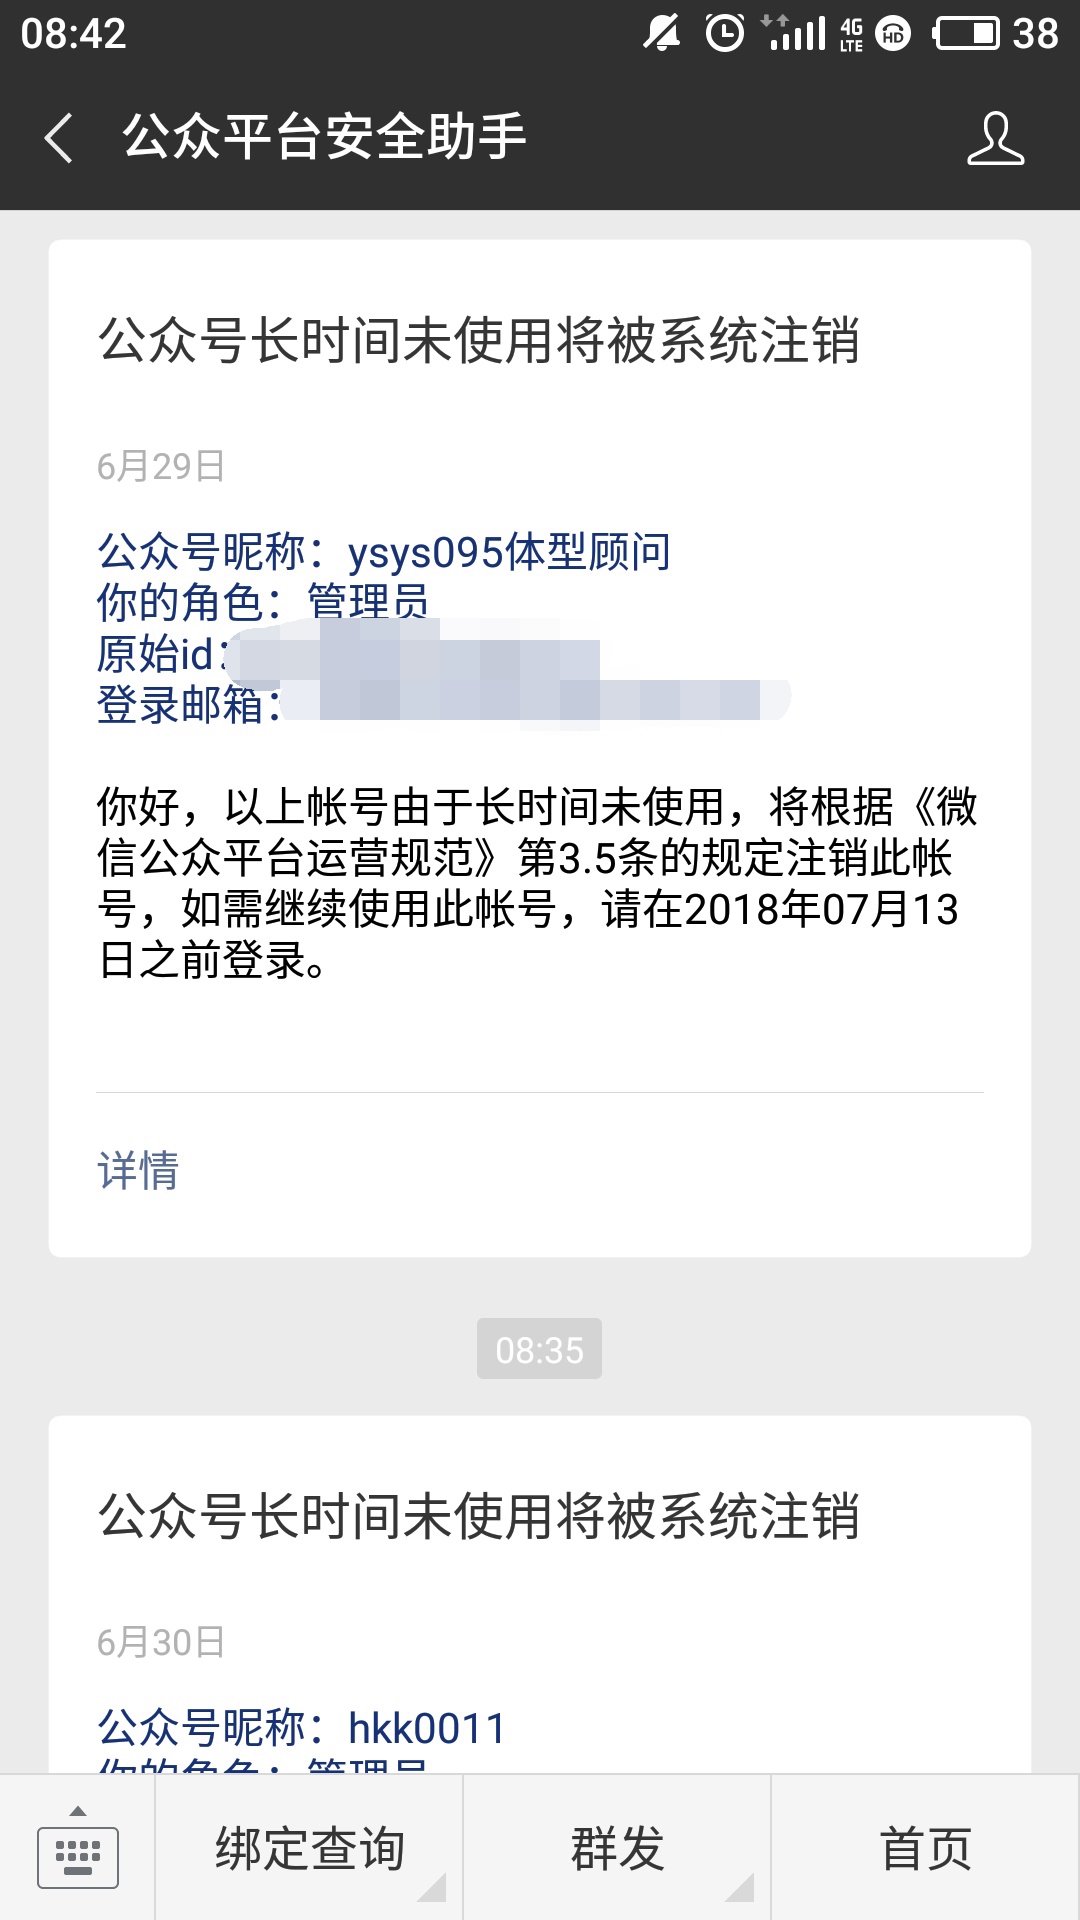 08:42
4G
LTE
HD
38
公众平台安全助手
公众号长时间未使用将被系统注销
6月29日
公众号昵称：ysys095体型顾问
你的角色：管理员
原始id：
登录邮箱：
你好，以上帐号由于长时间未使用，将根据《微
信公众平台运营规范》第3.5条的规定注销此帐
号，如需继续使用此帐号，请在2018年07月13
日之前登录。
详情
08:35
公众号长时间未使用将被系统注销
6月30日
公众号昵称：hkk0011
你的角色：管理员
绑定查询
群发
首页